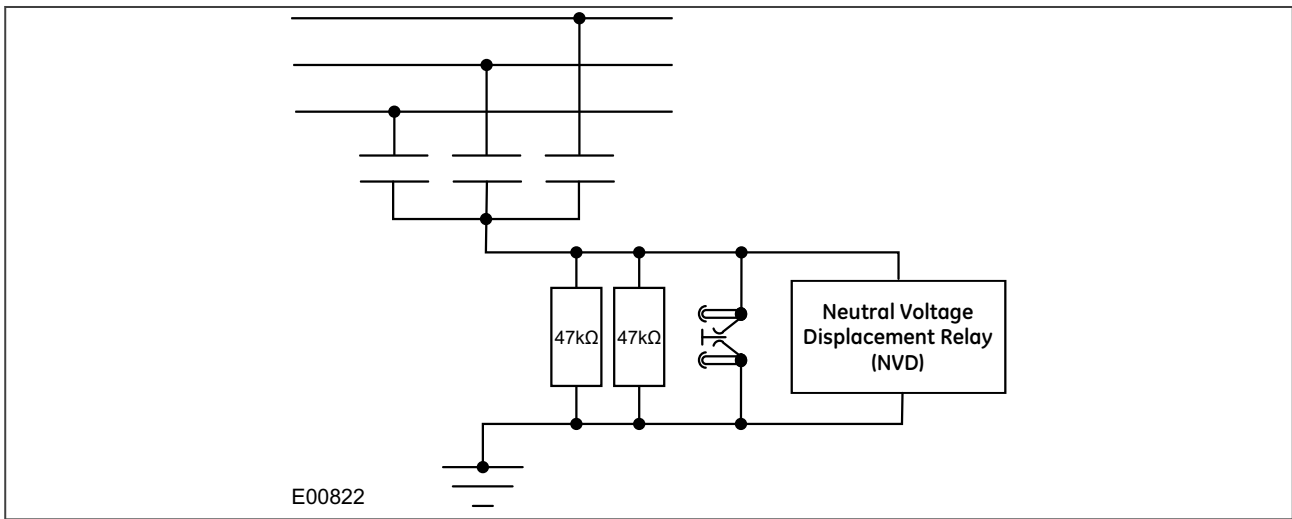 47kΩ 47kΩ
Neutral Voltage
Displacement Relay
(NVD)
E00822